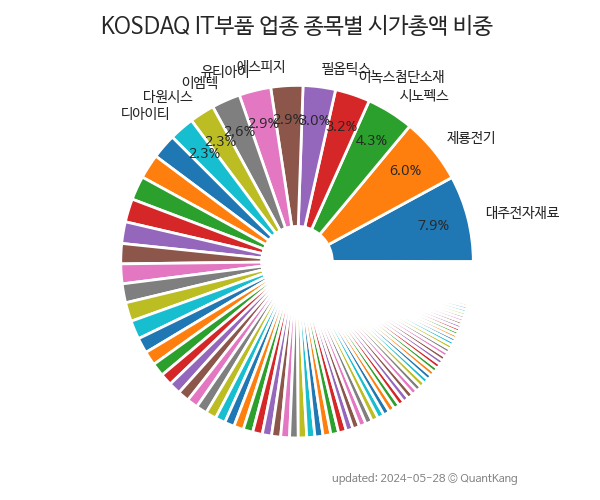 KOSDAQ IT부품 업종 종목별 시가총액 비중
에스피지
필옵틱스
유티아이
이녹스첨단소재
이엠텍
시노펙스
다원시스
디아이티
제룡전기
대주전자재료
2.9%
3.0%
2.9%
3.2%
2.6%
4.3%
2.3%
2.3%
6.0%
7.9%
updated: 2024-05-28 ⓒ QuantKang